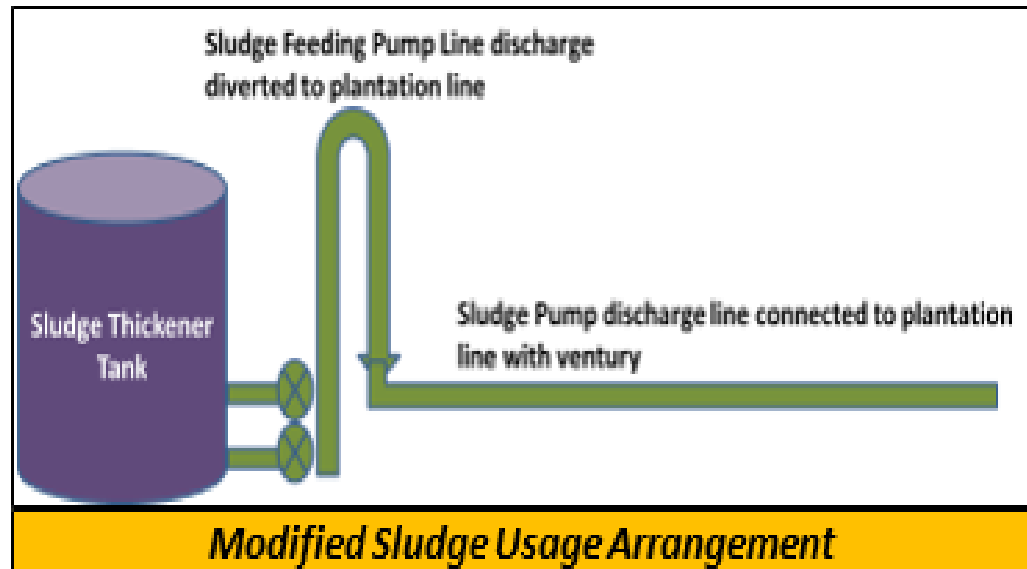 Sludge Feeding Pump Line discharge
diverted to plantation line
Sludge Thickener
Tank
Sludge Pump discharge line connected to plantation
line with ventury
Modified Sludge Usage Arrangement